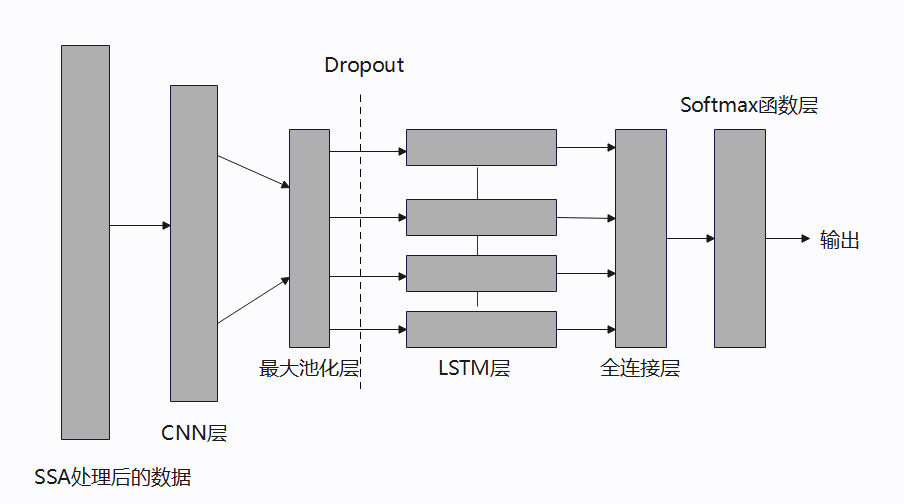 Dropout
Softmax函数层
输出
最大池化层
LSTM层
全连接层
CNN层
SSA处理后的数据